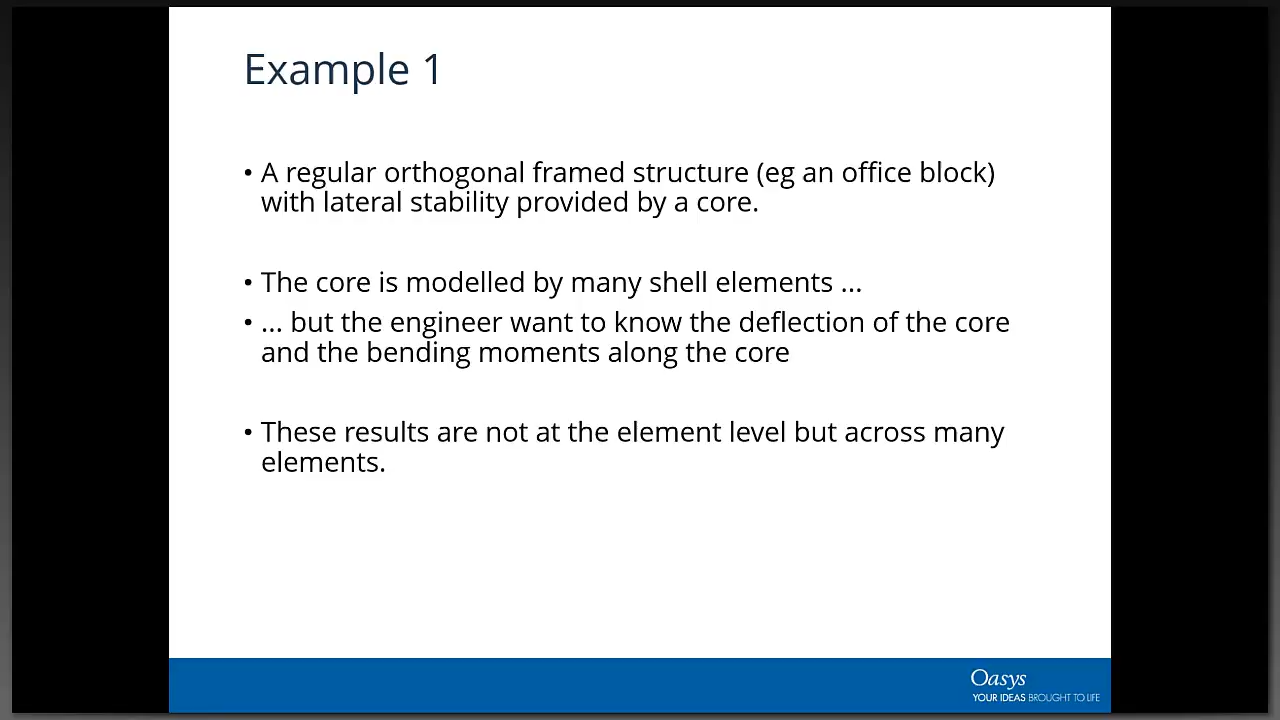 Example 1
• A regular orthogonal framed structure (eg an office block)
with lateral stability provided by a core.
• The core is modelled by many shell elements ...
• ... but the engineer want to know the deflection of the core
and the bending moments along the core
• These results are not at the element level but across many
elements.
Oasys
YOUR IDEAS BROUGHT TO LIFE